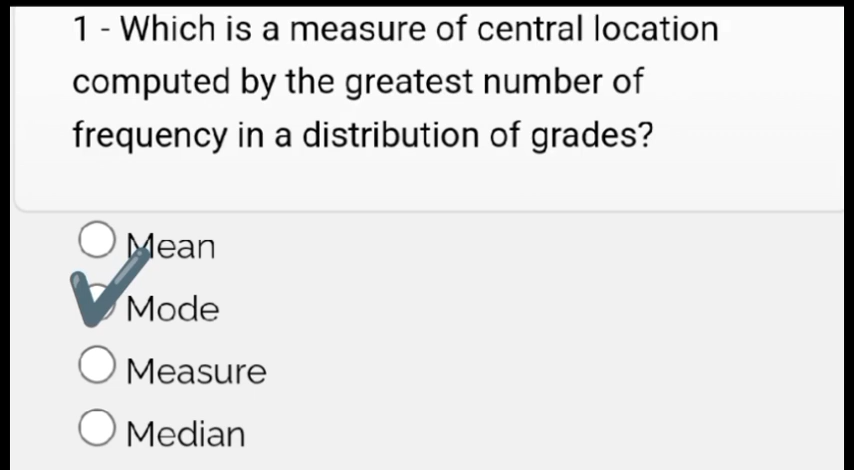 1 - Which is a measure of central location
computed by the greatest number of
frequency in a distribution of grades?
Mean
Mode
Measure
Median